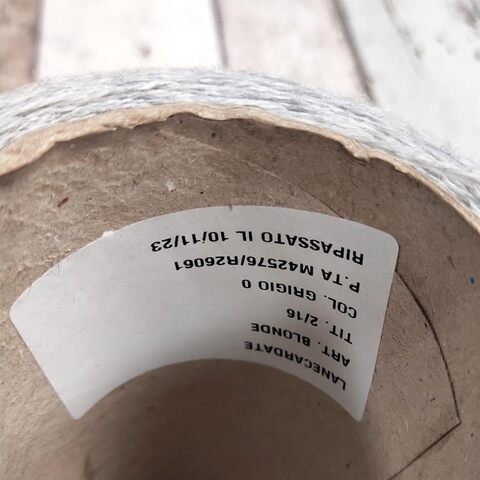 LANECARDATE
ART. BLONDE
TIT. 2/16
COL. GRIGIO 0
P.TA M42576/R26061
RIPASSATO IL 10/11/23